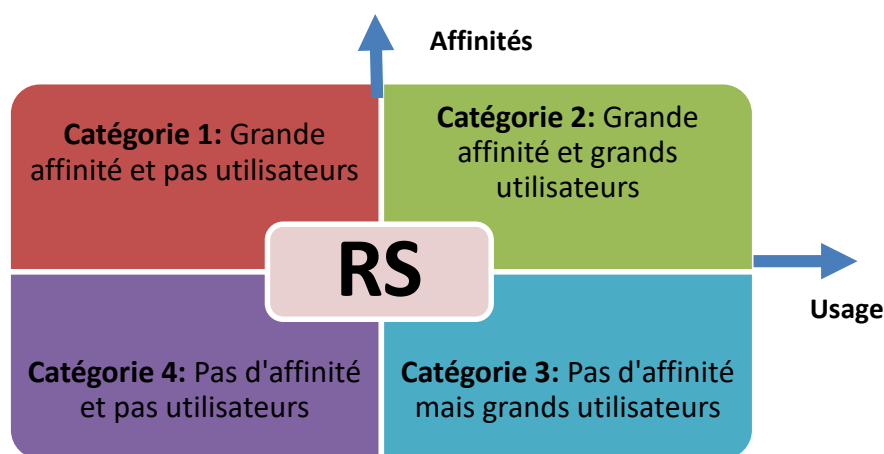 Affinités
Catégorie 1: Grande
affinité et pas utilisateurs
Catégorie 2: Grande
affinité et grands
utilisateurs
RS
Usage
Catégorie 4: Pas d'affinité
et pas utilisateurs
Catégorie 3: Pas d'affinité
mais grands utilisateurs